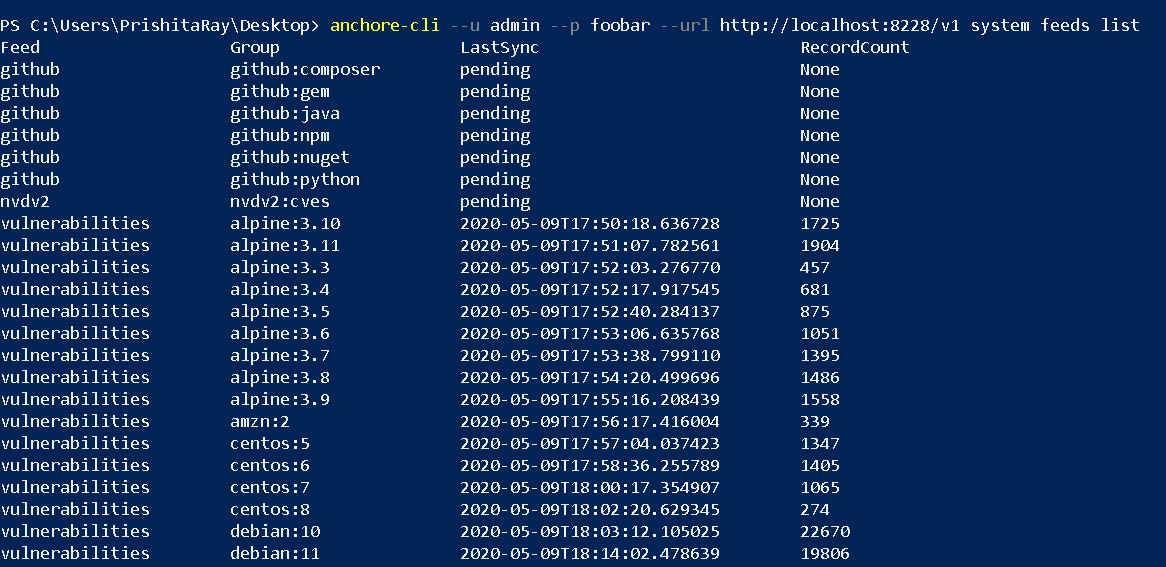 PS C:\Users\PrishitaRay\Desktop> anchore-cli --u admin --p foobar --url http://localhost:8228/v1 system feeds list
Feed Group LastSync RecordCount
github github:composer pending None
github github:gem pending None
github github:java pending None
github github:npm pending None
github github:nuget pending None
github github:python pending None
nvdv2 nvdv2:cves pending None
vulnerabilities alpine:3.10 2020-05-09T17:50:18.636728 1725
vulnerabilities alpine:3.11 2020-05-09T17:51:07.782561 1904
vulnerabilities alpine:3.3 2020-05-09T17:52:03.276770 457
vulnerabilities alpine:3.4 2020-05-09T17:52:17.917545 681
vulnerabilities alpine:3.5 2020-05-09T17:52:40.284137 875
vulnerabilities alpine:3.6 2020-05-09T17:53:06.635768 1051
vulnerabilities alpine:3.7 2020-05-09T17:53:38.799110 1395
vulnerabilities alpine:3.8 2020-05-09T17:54:20.499696 1486
vulnerabilities alpine:3.9 2020-05-09T17:55:16.208439 1558
vulnerabilities amzn:2 2020-05-09T17:56:17.416004 339
vulnerabilities centos:5 2020-05-09T17:57:04.037423 1347
vulnerabilities centos:6 2020-05-09T17:58:36.255789 1405
vulnerabilities centos:7 2020-05-09T18:00:17.354907 1065
vulnerabilities centos:8 2020-05-09T18:02:20.629345 274
vulnerabilities debian:10 2020-05-09T18:03:12.105025 22670
vulnerabilities debian:11 2020-05-09T18:14:02.478639 19806